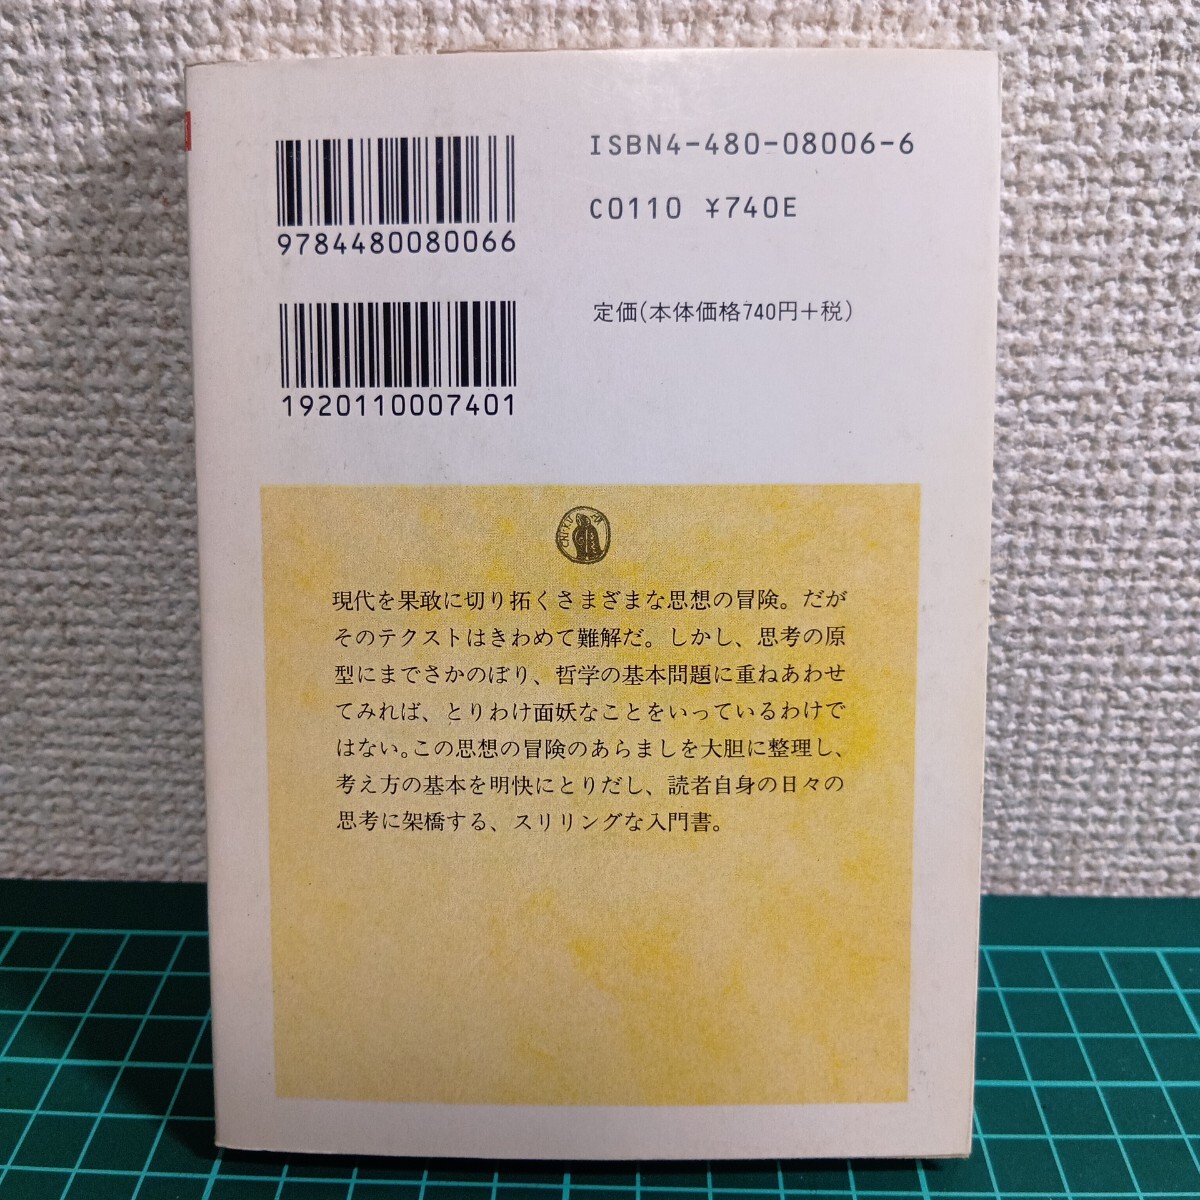 ISBN4-480-08006-6
C0110 ¥740E
9784480080066
定価(本体価格740円+税)
1920110007401
現代を果敢に切り拓くさまざまな思想の冒険。だが
そのテクストはきわめて難解だ。しかし、思考の原
型にまでさかのぼり、哲学の基本問題に重ねあわせ
てみれば、とりわけ面妖なことをいっているわけで
はない。この思想の冒険のあらましを大胆に整理し、
考え方の基本を明快にとりだし、読者自身の日々の
思考に架橋する、スリリングな入門書。